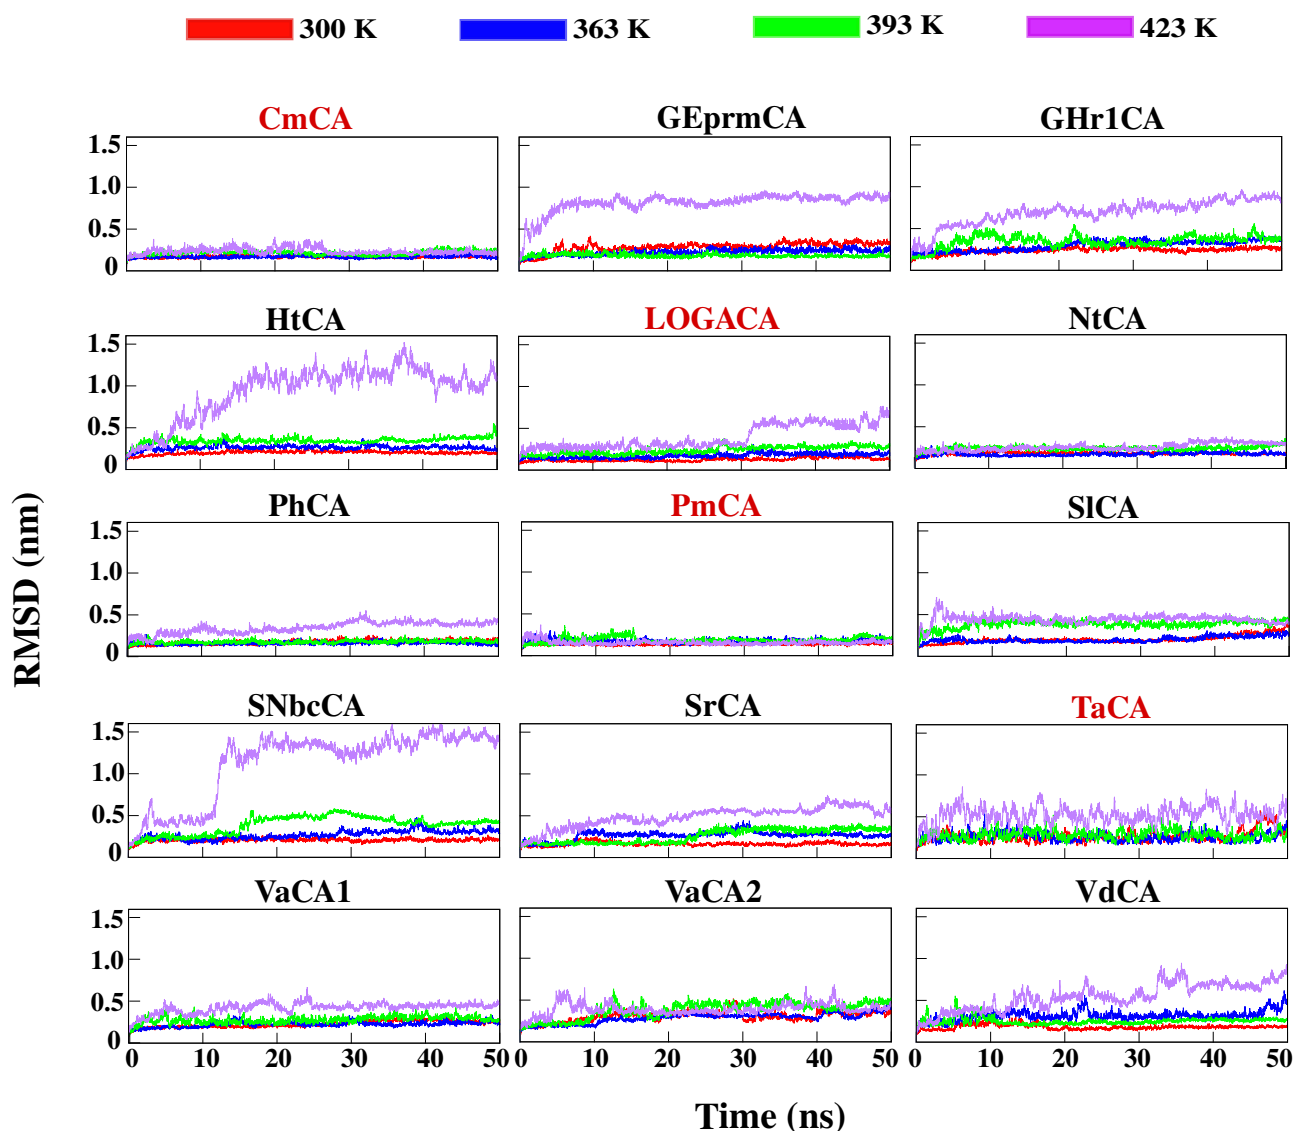 300 K 363 K 393 K 423 K
CmCA GEprmCA GHr1CA
1.5
1.0
0.5
0
HtCA LOGACA NtCA
1.5
1.0
0.5
0
PhCA PmCA SlCA
1.5
1.0
0.5
0
RMSD (nm)
SNbcCA SrCA TaCA
1.5
1.0
0.5
0
VaCA1 VaCA2 VdCA
1.5
1.0
0.5
0
0 10 20 30 40 50 0 10 20 30 40 50 0 10 20 30 40 50
Time (ns)